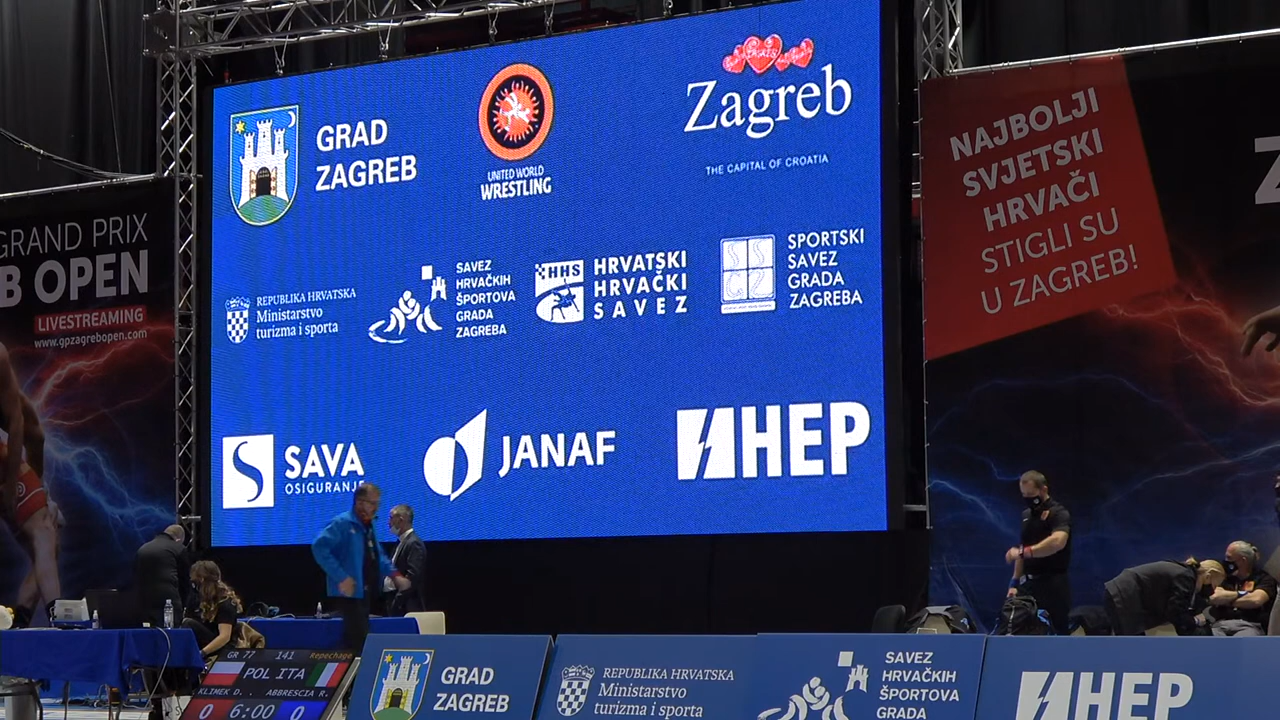 GRAD
ZAGREB
UNITED WORLD
WRESTLING
Zagreb
THE CAPITAL OF CROATIA
REPUBLIKA HRVATSKA
Ministarstvo
turizma i sporta
SAVEZ
HRVAČKIH
ŠPORTOVA
GRADA
ZAGREBA
HHS
HRVATSKI
HRVAČKI
SAVEZ
SPORTSKI
SAVEZ
GRADA
ZAGREBA
SAVA
OSIGURANJE
JANAF
HEP
GRAND PRIX
B OPEN
LIVESTREAMING
www.gpzagrebopen.com
NAJBOLJI
SVJETSKI
HRVAČI
STIGLI SU
U ZAGREB!
Z
GR 77 141 Repechage
POL ITA
KLIMEK D. ABBRESCIA R.
0 6:00 0
GRAD
ZAGREB
REPUBLIKA HRVATSKA
Ministarstvo
turizma i sporta
SAVEZ
HRVAČKIH
ŠPORTOVA
GRADA
HEP